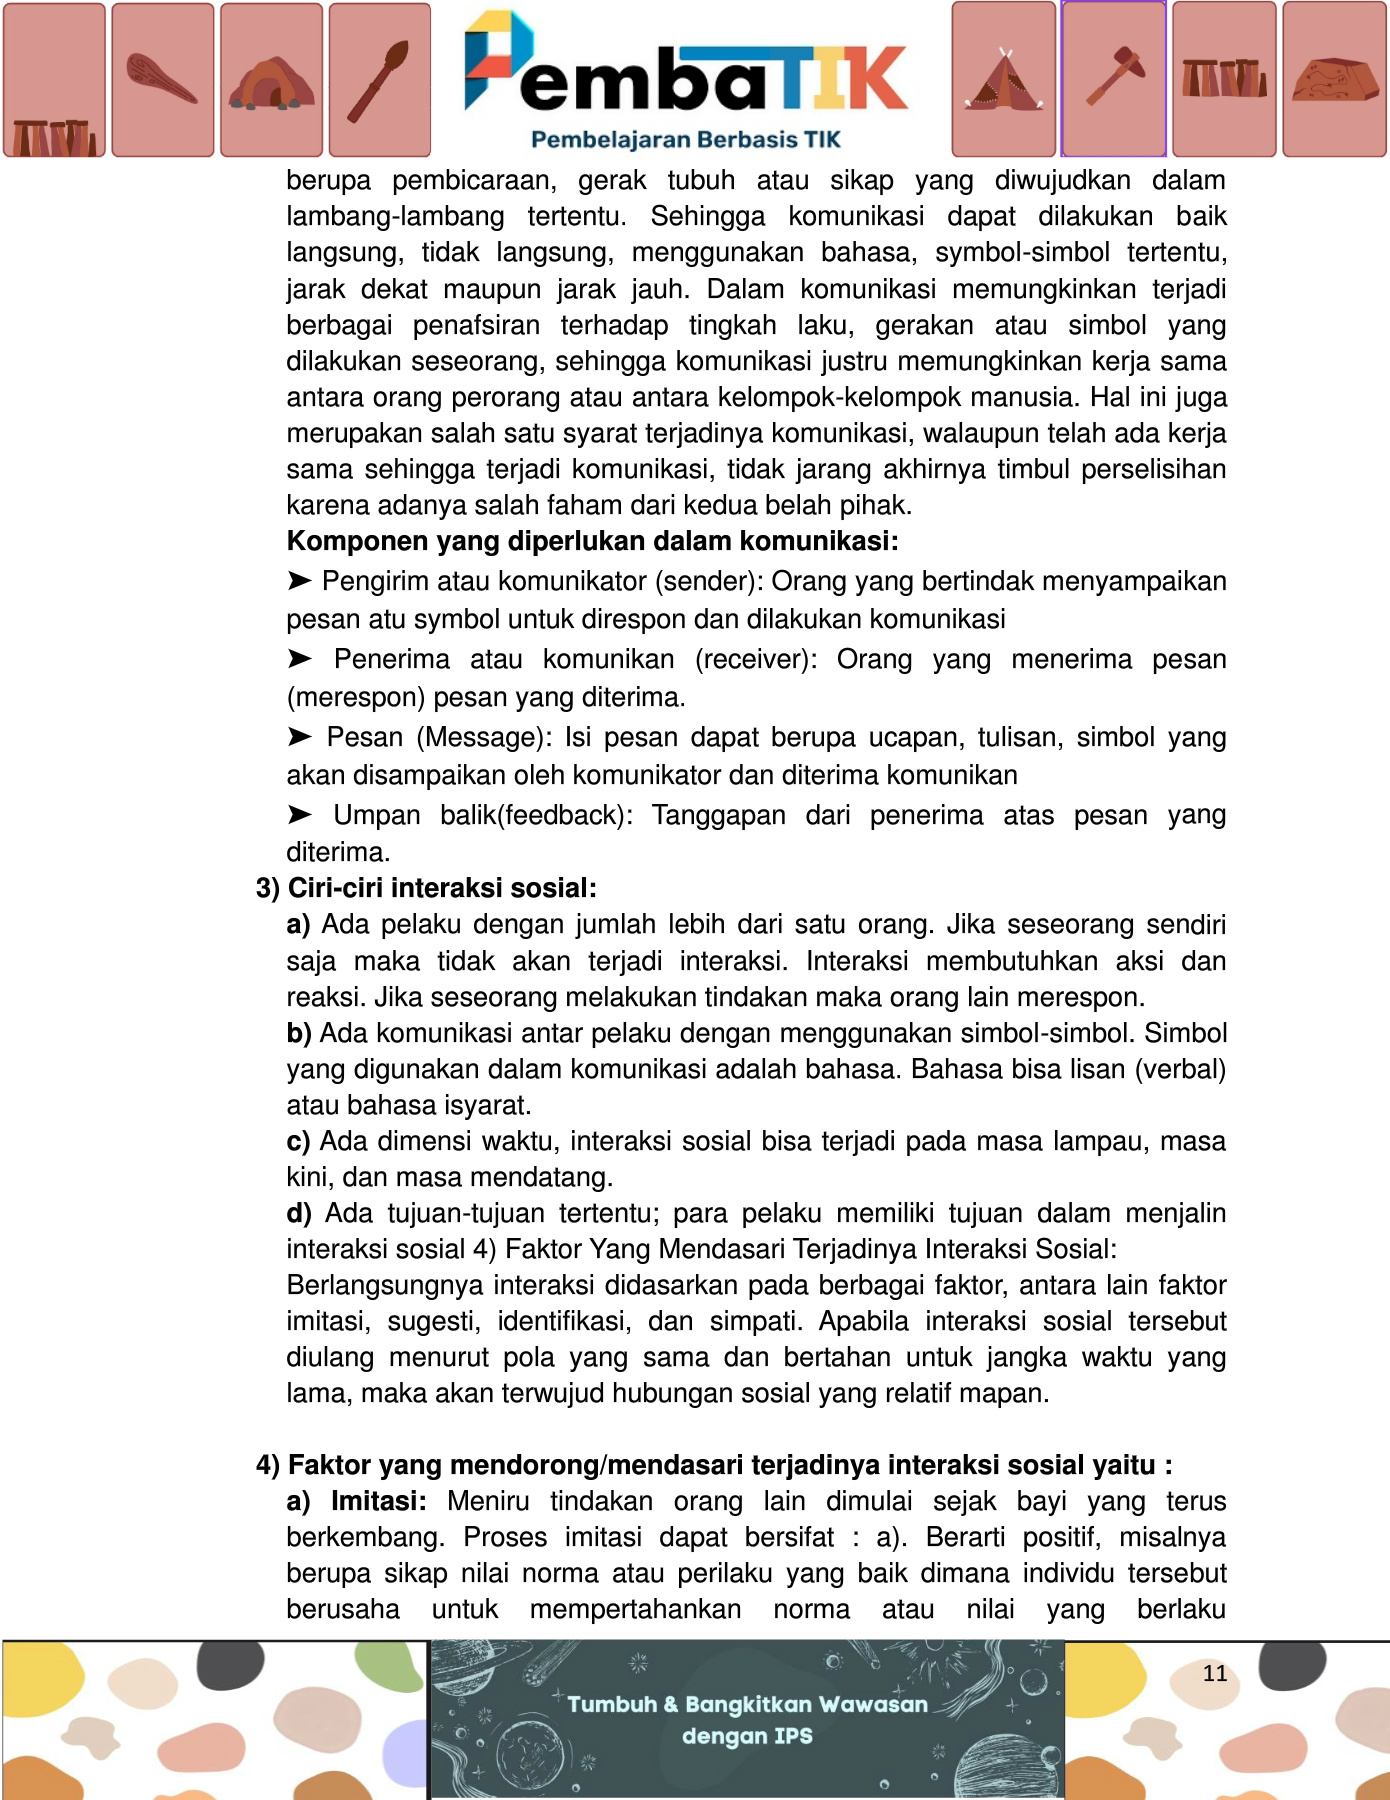 PembaTIK
Pembelajaran Berbasis TIK
berupa pembicaraan, gerak tubuh atau sikap yang diwujudkan dalam
lambang-lambang tertentu. Sehingga komunikasi dapat dilakukan baik
langsung, tidak langsung, menggunakan bahasa, symbol-simbol tertentu,
jarak dekat maupun jarak jauh. Dalam komunikasi memungkinkan terjadi
berbagai penafsiran terhadap tingkah laku, gerakan atau simbol yang
dilakukan seseorang, sehingga komunikasi justru memungkinkan kerja sama
antara orang perorang atau antara kelompok-kelompok manusia. Hal ini juga
merupakan salah satu syarat terjadinya komunikasi, walaupun telah ada kerja
sama sehingga terjadi komunikasi, tidak jarang akhirnya timbul perselisihan
karena adanya salah faham dari kedua belah pihak.
Komponen yang diperlukan dalam komunikasi:
➤ Pengirim atau komunikator (sender): Orang yang bertindak menyampaikan
pesan atu symbol untuk direspon dan dilakukan komunikasi
➤ Penerima atau komunikan (receiver): Orang yang menerima pesan
(merespon) pesan yang diterima.
➤ Pesan (Message): Isi pesan dapat berupa ucapan, tulisan, simbol yang
akan disampaikan oleh komunikator dan diterima komunikan
➤ Umpan balik(feedback): Tanggapan dari penerima atas pesan yang
diterima.
3) Ciri-ciri interaksi sosial:
a) Ada pelaku dengan jumlah lebih dari satu orang. Jika seseorang sendiri
saja maka tidak akan terjadi interaksi. Interaksi membutuhkan aksi dan
reaksi. Jika seseorang melakukan tindakan maka orang lain merespon.
b) Ada komunikasi antar pelaku dengan menggunakan simbol-simbol. Simbol
yang digunakan dalam komunikasi adalah bahasa. Bahasa bisa lisan (verbal)
atau bahasa isyarat.
c) Ada dimensi waktu, interaksi sosial bisa terjadi pada masa lampau, masa
kini, dan masa mendatang.
d) Ada tujuan-tujuan tertentu; para pelaku memiliki tujuan dalam menjalin
interaksi sosial 4) Faktor Yang Mendasari Terjadinya Interaksi Sosial:
Berlangsungnya interaksi didasarkan pada berbagai faktor, antara lain faktor
imitasi, sugesti, identifikasi, dan simpati. Apabila interaksi sosial tersebut
diulang menurut pola yang sama dan bertahan untuk jangka waktu yang
lama, maka akan terwujud hubungan sosial yang relatif mapan.
4) Faktor yang mendorong/mendasari terjadinya interaksi sosial yaitu :
a) Imitasi: Meniru tindakan orang lain dimulai sejak bayi yang terus
berkembang. Proses imitasi dapat bersifat : a). Berarti positif, misalnya
berupa sikap nilai norma atau perilaku yang baik dimana individu tersebut
berusaha untuk mempertahankan norma atau nilai yang berlaku
11
Tumbuh & Bangkitkan Wawasan
dengan IPS